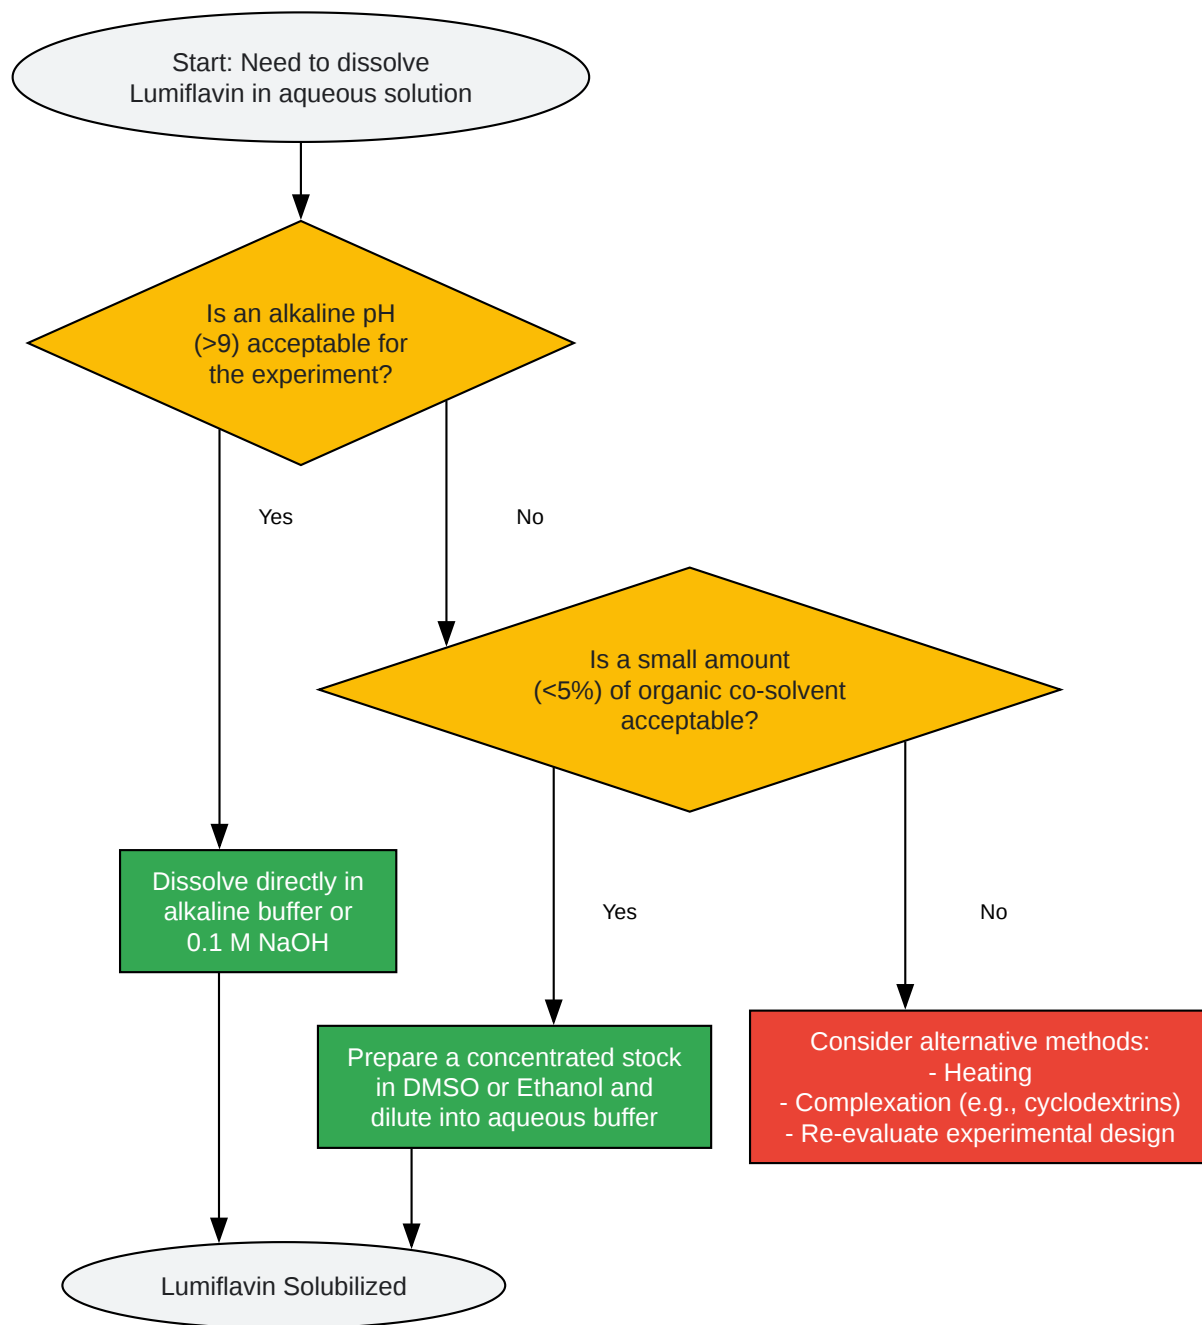 Start: Need to dissolve
Lumiflavin in aqueous solution
Is an alkaline pH
(>9) acceptable for
the experiment?
Yes
No
Is a small amount
(<5%) of organic co-solvent
acceptable?
Dissolve directly in
alkaline buffer or
0.1 M NaOH
Yes
No
Prepare a concentrated stock
in DMSO or Ethanol and
dilute into aqueous buffer
Consider alternative methods:
- Heating
- Complexation (e.g., cyclodextrins)
- Re-evaluate experimental design
Lumiflavin Solubilized